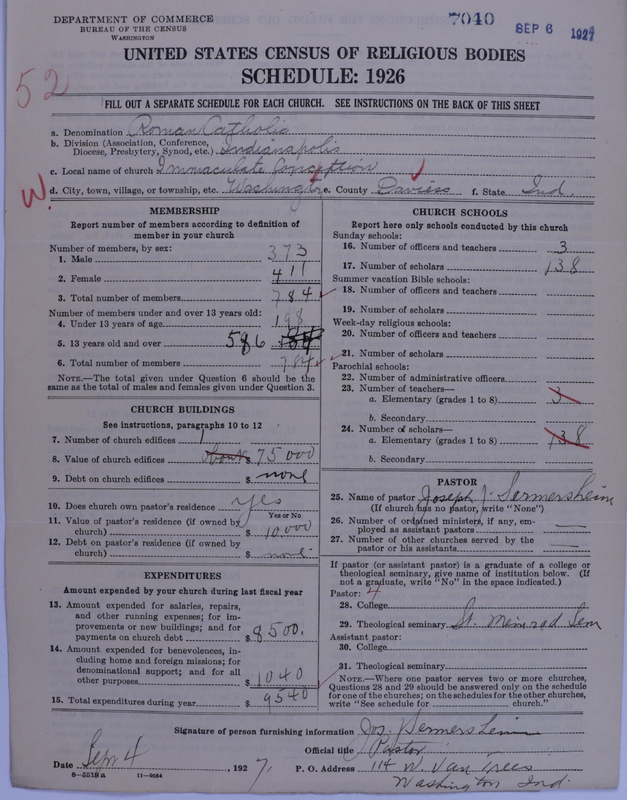 DEPARTMENT OF COMMERCE
BUREAU OF THE CENSUS
WASHINGTON
7040
SEP 6 1927
UNITED STATES CENSUS OF RELIGIOUS BODIES
SCHEDULE: 1926
52
FILL OUT A SEPARATE SCHEDULE FOR EACH CHURCH. SEE INSTRUCTIONS ON THE BACK OF THIS SHEET
a. Denomination Roman Catholic
b. Division (Association, Conference, Diocese, Presbytery, Synod, etc.) Indianapolis
c. Local name of church Immaculate Conception
W.
d. City, town, village, or township, etc. Washington e. County Daviess f. State Ind.
MEMBERSHIP
Report number of members according to definition of
member in your church
Number of members, by sex:
1. Male 373
2. Female 411
3. Total number of members 784
Number of members under and over 13 years old:
4. Under 13 years of age 198
5. 13 years old and over 586
6. Total number of members 784
NOTE.—The total given under Question 6 should be the
same as the total of males and females given under Question 3.
CHURCH BUILDINGS
See instructions, paragraphs 10 to 12
7. Number of church edifices 1
8. Value of church edifices About $ 75000
9. Debt on church edifices $ none
10. Does church own pastor's residence yes
Yes or No
11. Value of pastor's residence (if owned by
church) $ 10,000
12. Debt on pastor's residence (if owned by
church) $ none
EXPENDITURES
Amount expended by your church during last fiscal year
13. Amount expended for salaries, repairs,
and other running expenses; for im-
provements or new buildings; and for
payments on church debt $ 8500.
14. Amount expended for benevolences, in-
cluding home and foreign missions; for
denominational support; and for all
other purposes $ 1040
15. Total expenditures during year $ 9540
CHURCH SCHOOLS
Report here only schools conducted by this church
Sunday schools:
16. Number of officers and teachers 3
17. Number of scholars 138
Summer vacation Bible schools:
18. Number of officers and teachers
19. Number of scholars
Week-day religious schools:
20. Number of officers and teachers
21. Number of scholars
Parochial schools:
22. Number of administrative officers
23. Number of teachers—
a. Elementary (grades 1 to 8) 3
b. Secondary
24. Number of scholars—
a. Elementary (grades 1 to 8) 138
b. Secondary
PASTOR
25. Name of pastor Joseph J. Sermersheim
(If church has no pastor, write "None")
26. Number of ordained ministers, if any, em-
ployed as assistant pastors —
27. Number of other churches served by the
pastor or his assistants —
If pastor (or assistant pastor) is a graduate of a college or
theological seminary, give name of institution below. (If
not a graduate, write "No" in the space indicated.)
Pastor: 4
28. College
29. Theological seminary St. Meinrad Sem
Assistant pastor:
30. College
31. Theological seminary
NOTE.—Where one pastor serves two or more churches,
Questions 28 and 29 should be answered only on the schedule
for one of the churches; on the schedules for the other churches,
write "See schedule for church."
Signature of person furnishing information Jos. J Sermersheim
Official title Pastor
Date Sept 4, 1927. P. O. Address 114 W. Van Trees
8—5518a 11—9084 Washington Ind.